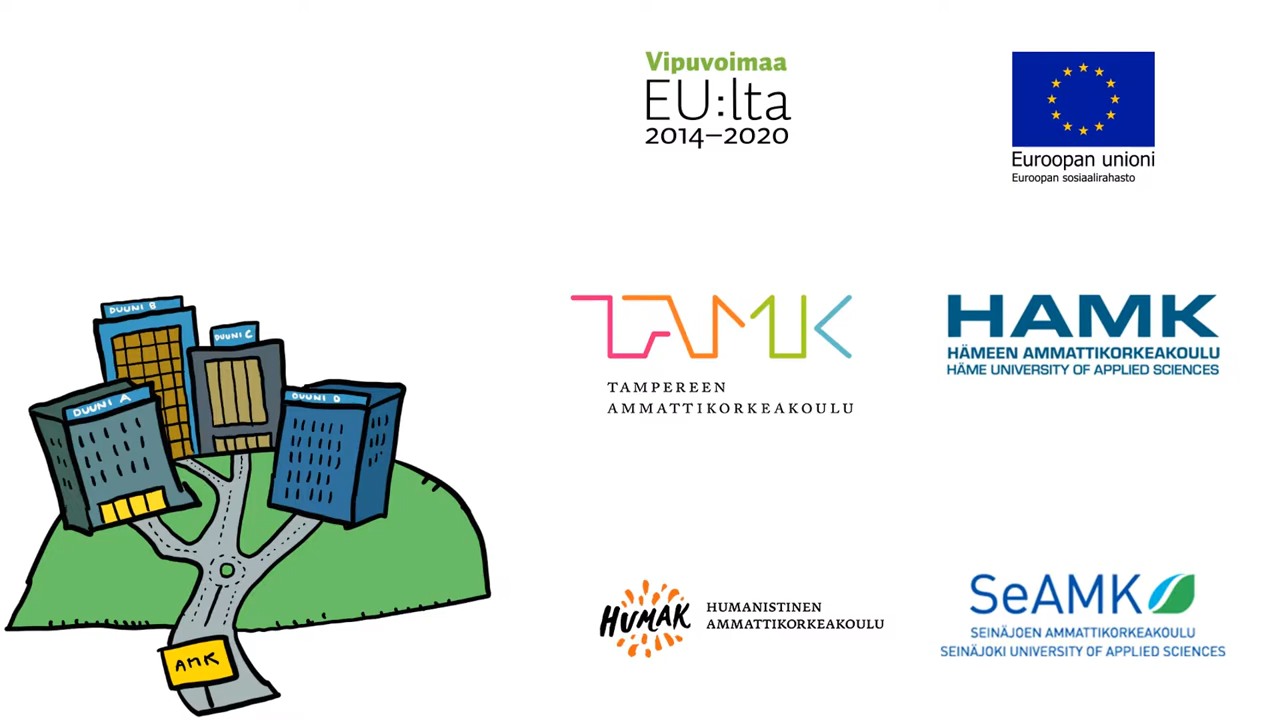 Vipuvoimaa
EU:lta
2014–2020
Euroopan unioni
Euroopan sosiaalirahasto
DUUNI B
DUUNI C
DUUNI A
DUUNI D
AMK
TAMK
TAMPEREEN
AMMATTIKORKEAKOULU
HAMK
HÄMEEN AMMATTIKORKEAKOULU
HÄME UNIVERSITY OF APPLIED SCIENCES
HUMAK
HUMANISTINEN
AMMATTIKORKEAKOULU
SeAMK
SEINÄJOEN AMMATTIKORKEAKOULU
SEINÄJOKI UNIVERSITY OF APPLIED SCIENCES